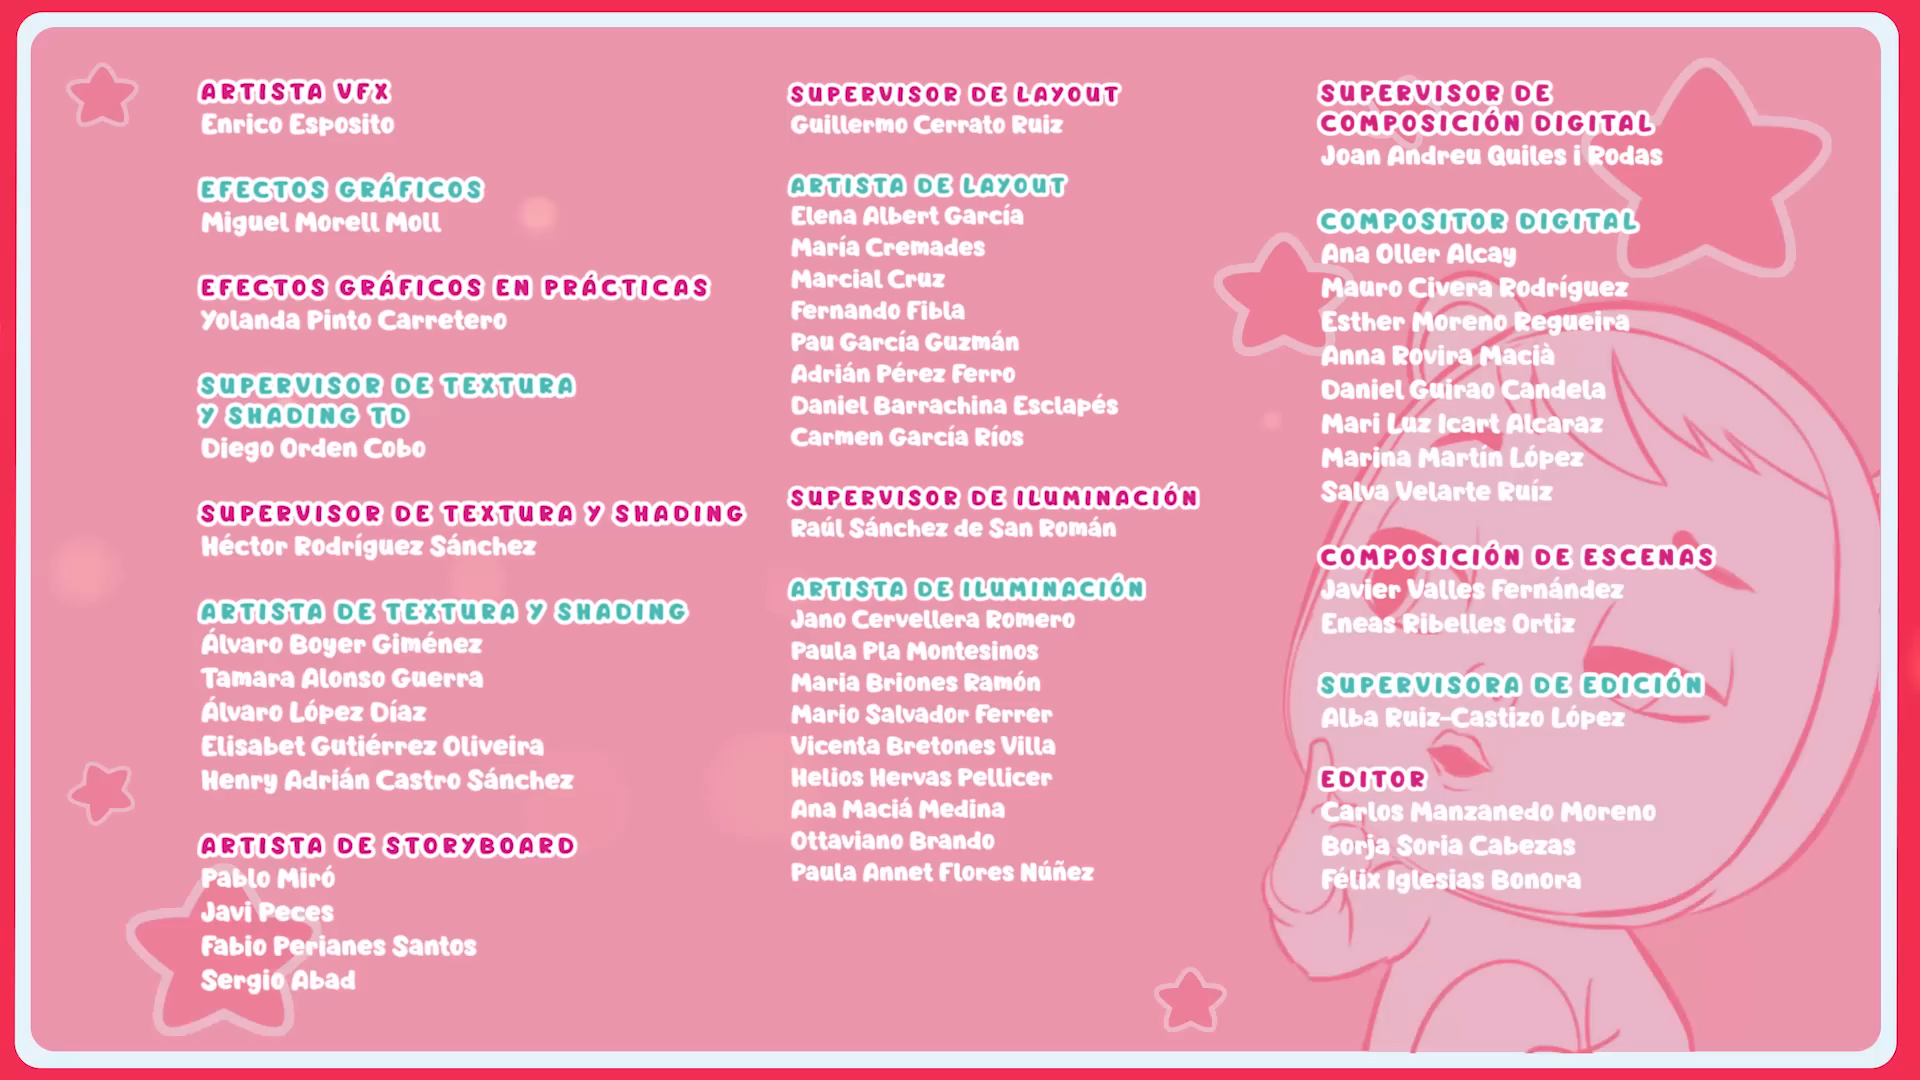 ARTISTA VFX
Enrico Esposito
EFECTOS GRÁFICOS
Miguel Morell Moll
EFECTOS GRÁFICOS EN PRÁCTICAS
Yolanda Pinto Carretero
SUPERVISOR DE TEXTURA
Y SHADING TD
Diego Orden Cobo
SUPERVISOR DE TEXTURA Y SHADING
Héctor Rodríguez Sánchez
ARTISTA DE TEXTURA Y SHADING
Álvaro Boyer Giménez
Tamara Alonso Guerra
Álvaro López Díaz
Elisabet Gutiérrez Oliveira
Henry Adrián Castro Sánchez
ARTISTA DE STORYBOARD
Pablo Miró
Javi Peces
Fabio Perianes Santos
Sergio Abad
SUPERVISOR DE LAYOUT
Guillermo Cerrato Ruiz
ARTISTA DE LAYOUT
Elena Albert García
María Cremades
Marcial Cruz
Fernando Fibla
Pau García Guzmán
Adrián Pérez Ferro
Daniel Barrachina Esclapés
Carmen García Ríos
SUPERVISOR DE ILUMINACIÓN
Raúl Sánchez de San Román
ARTISTA DE ILUMINACIÓN
Jano Cervellera Romero
Paula Pla Montesinos
Maria Briones Ramón
Mario Salvador Ferrer
Vicenta Bretones Villa
Helios Hervas Pellicer
Ana Maciá Medina
Ottaviano Brando
Paula Annet Flores Núñez
SUPERVISOR DE
COMPOSICIÓN DIGITAL
Joan Andreu Quiles i Rodas
COMPOSITOR DIGITAL
Ana Oller Alcay
Mauro Civera Rodríguez
Esther Moreno Regueira
Anna Rovira Macià
Daniel Guirao Candela
Mari Luz Icart Alcaraz
Marina Martín López
Salva Velarte Ruíz
COMPOSICIÓN DE ESCENAS
Javier Valles Fernández
Eneas Ribelles Ortiz
SUPERVISORA DE EDICIÓN
Alba Ruiz-Castizo López
EDITOR
Carlos Manzanedo Moreno
Borja Soria Cabezas
Félix Iglesias Bonora